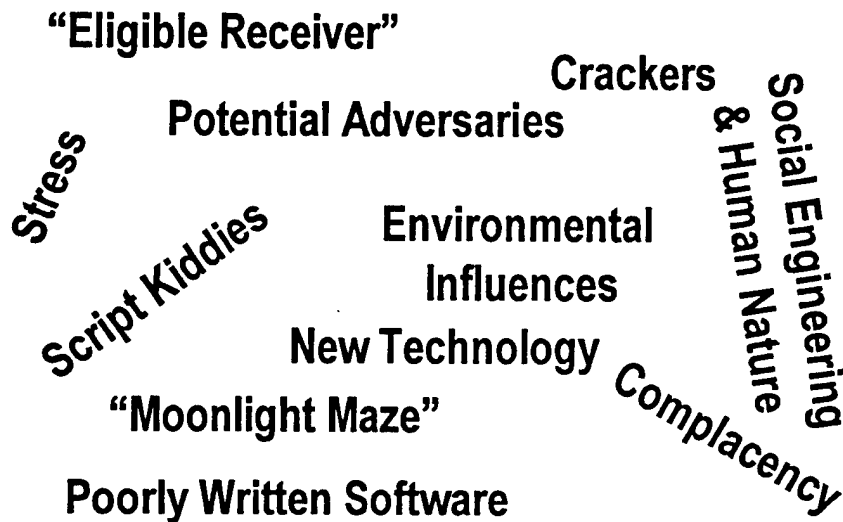 “Eligible Receiver”
Crackers
Potential Adversaries
Social Engineering
& Human Nature
Stress
Script Kiddies
Environmental
Influences
New Technology
Complacency
“Moonlight Maze”
Poorly Written Software